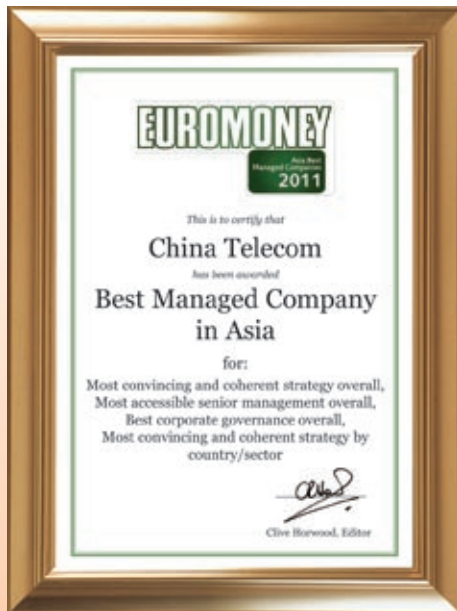 EUROMONEY
Asia Best
Managed Companies
2011
This is to certify that
China Telecom
has been awarded
Best Managed Company
in Asia
for:
Most convincing and coherent strategy overall,
Most accessible senior management overall,
Best corporate governance overall,
Most convincing and coherent strategy by
country/sector
Clive Horwood, Editor